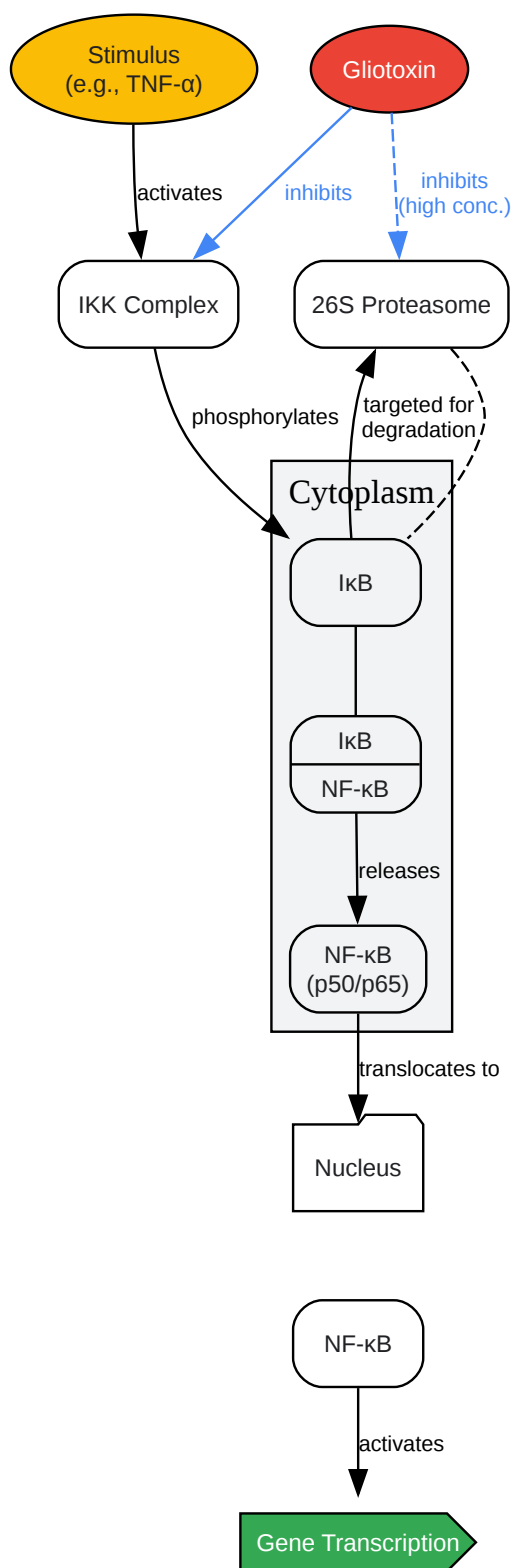 Stimulus
(e.g., TNF-α)
Gliotoxin
activates
inhibits
inhibits
(high conc.)
IKK Complex
26S Proteasome
phosphorylates
targeted for
degradation
Cytoplasm
IκB
IκB
NF-κB
releases
NF-κB
(p50/p65)
translocates to
Nucleus
NF-κB
activates
Gene Transcription